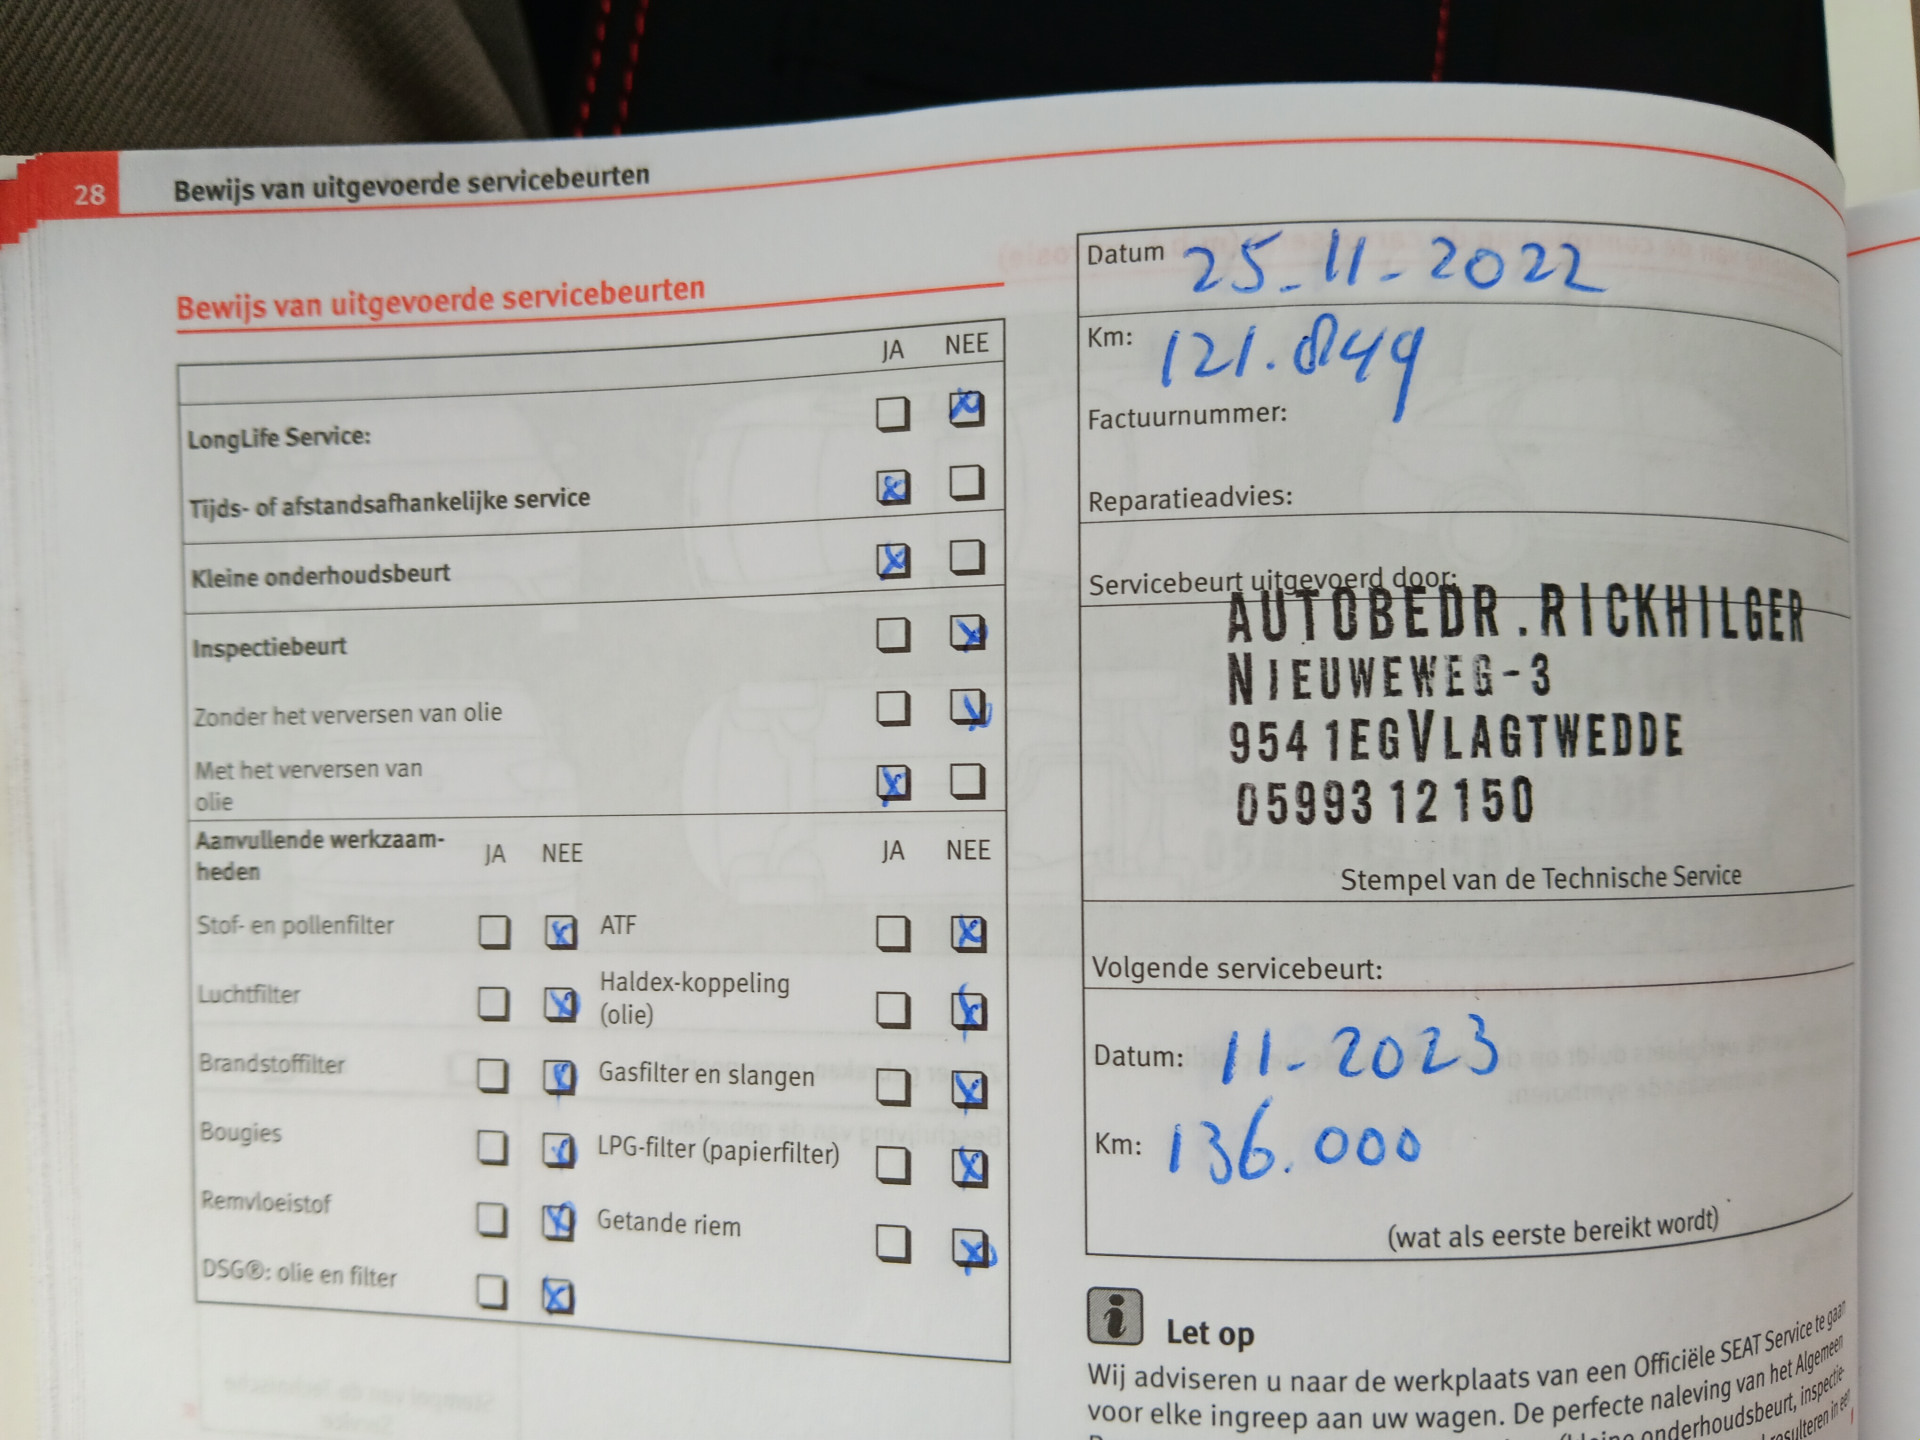 28
Bewijs van uitgevoerde servicebeurten
Bewijs van uitgevoerde servicebeurten
JA NEE
LongLife Service:
Tijds- of afstandsafhankelijke service
Kleine onderhoudsbeurt
Inspectiebeurt
Zonder het verversen van olie
Met het verversen van
olie
Aanvullende werkzaam-
heden
JA NEE JA NEE
Stof- en pollenfilter ATF
Luchtfilter Haldex-koppeling
(olie)
Brandstoffilter Gasfilter en slangen
Bougies LPG-filter (papierfilter)
Remvloeistof Getande riem
DSG®: olie en filter
Datum 25-11-2022
Km: 121.849
Factuurnummer:
Reparatieadvies:
Servicebeurt uitgevoerd door:
AUTOBEDR.RICKHILGER
NIEUWEWEG-3
9541EGVLAGTWEDDE
0599312150
Stempel van de Technische Service
Volgende servicebeurt:
Datum: 11-2023
Km: 136.000
(wat als eerste bereikt wordt)
i Let op
Wij adviseren u naar de werkplaats van een Officiële SEAT Service te gaan
voor elke ingreep aan uw wagen. De perfecte naleving van het Algemeen
onderhoudsbeurt, inspectie-
resulteren in een